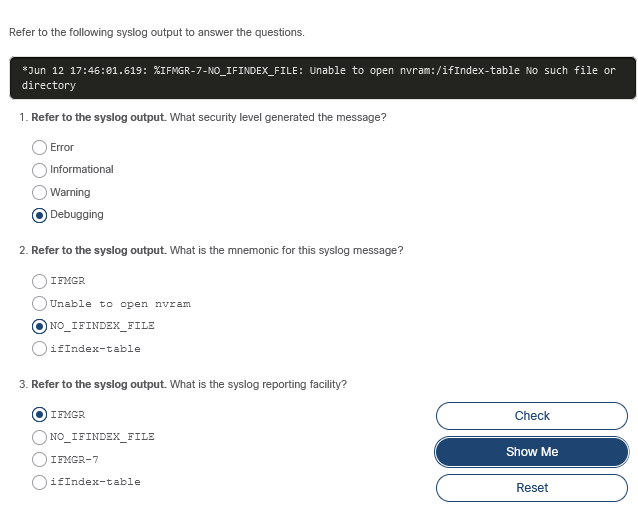 Refer to the following syslog output to answer the questions.
*Jun 12 17:46:01.619: %IFMGR-7-NO_IFINDEX_FILE: Unable to open nvram:/ifIndex-table No such file or
directory
1. Refer to the syslog output. What security level generated the message?
Error
Informational
Warning
Debugging
2. Refer to the syslog output. What is the mnemonic for this syslog message?
IFMGR
Unable to open nvram
NO_IFINDEX_FILE
ifIndex-table
3. Refer to the syslog output. What is the syslog reporting facility?
IFMGR
NO_IFINDEX_FILE
IFMGR-7
ifIndex-table
Check
Show Me
Reset